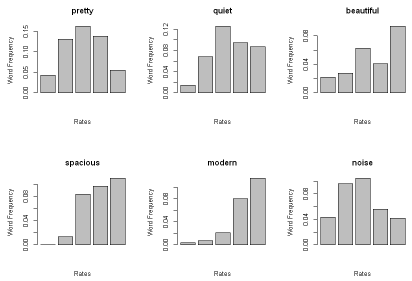 pretty
Word Frequency
0.00
0.05
0.10
0.15
Rates
quiet
Word Frequency
0.00
0.04
0.08
0.12
Rates
beautiful
Word Frequency
0.00
0.04
0.08
Rates
spacious
Word Frequency
0.00
0.04
0.08
Rates
modern
Word Frequency
0.00
0.04
0.08
Rates
noise
Word Frequency
0.00
0.04
0.08
Rates